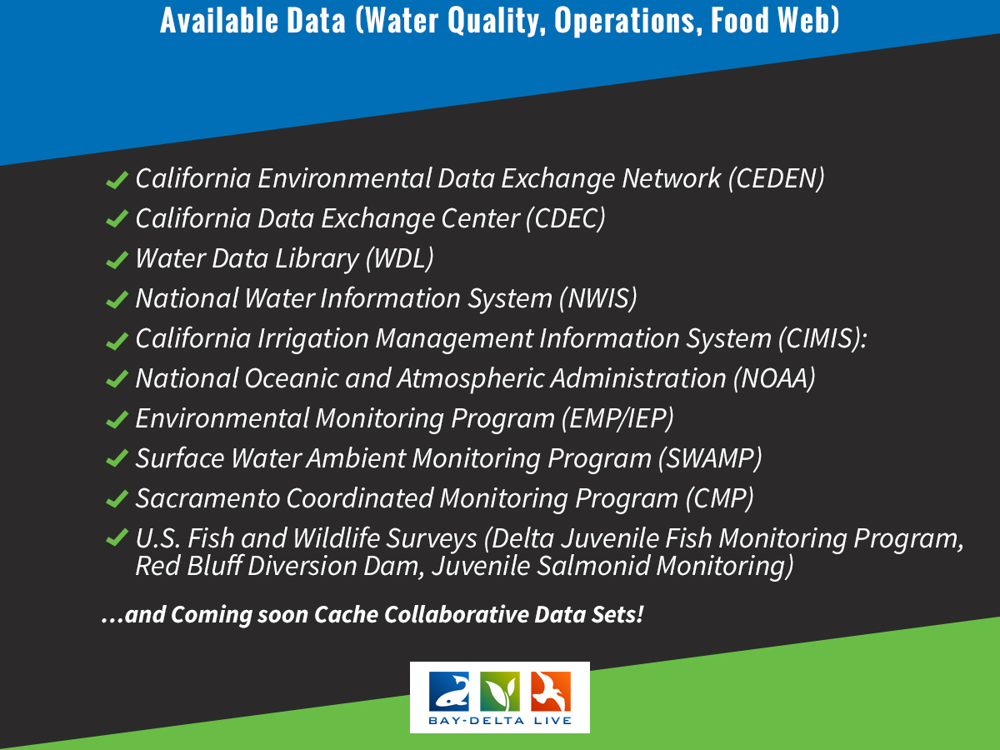 Available Data (Water Quality, Operations, Food Web)
California Environmental Data Exchange Network (CEDEN)
California Data Exchange Center (CDEC)
Water Data Library (WDL)
National Water Information System (NWIS)
California Irrigation Management Information System (CIMIS):
National Oceanic and Atmospheric Administration (NOAA)
Environmental Monitoring Program (EMP/IEP)
Surface Water Ambient Monitoring Program (SWAMP)
Sacramento Coordinated Monitoring Program (CMP)
U.S. Fish and Wildlife Surveys (Delta Juvenile Fish Monitoring Program,
Red Bluff Diversion Dam, Juvenile Salmonid Monitoring)
...and Coming soon Cache Collaborative Data Sets!
BAY-DELTA LIVE